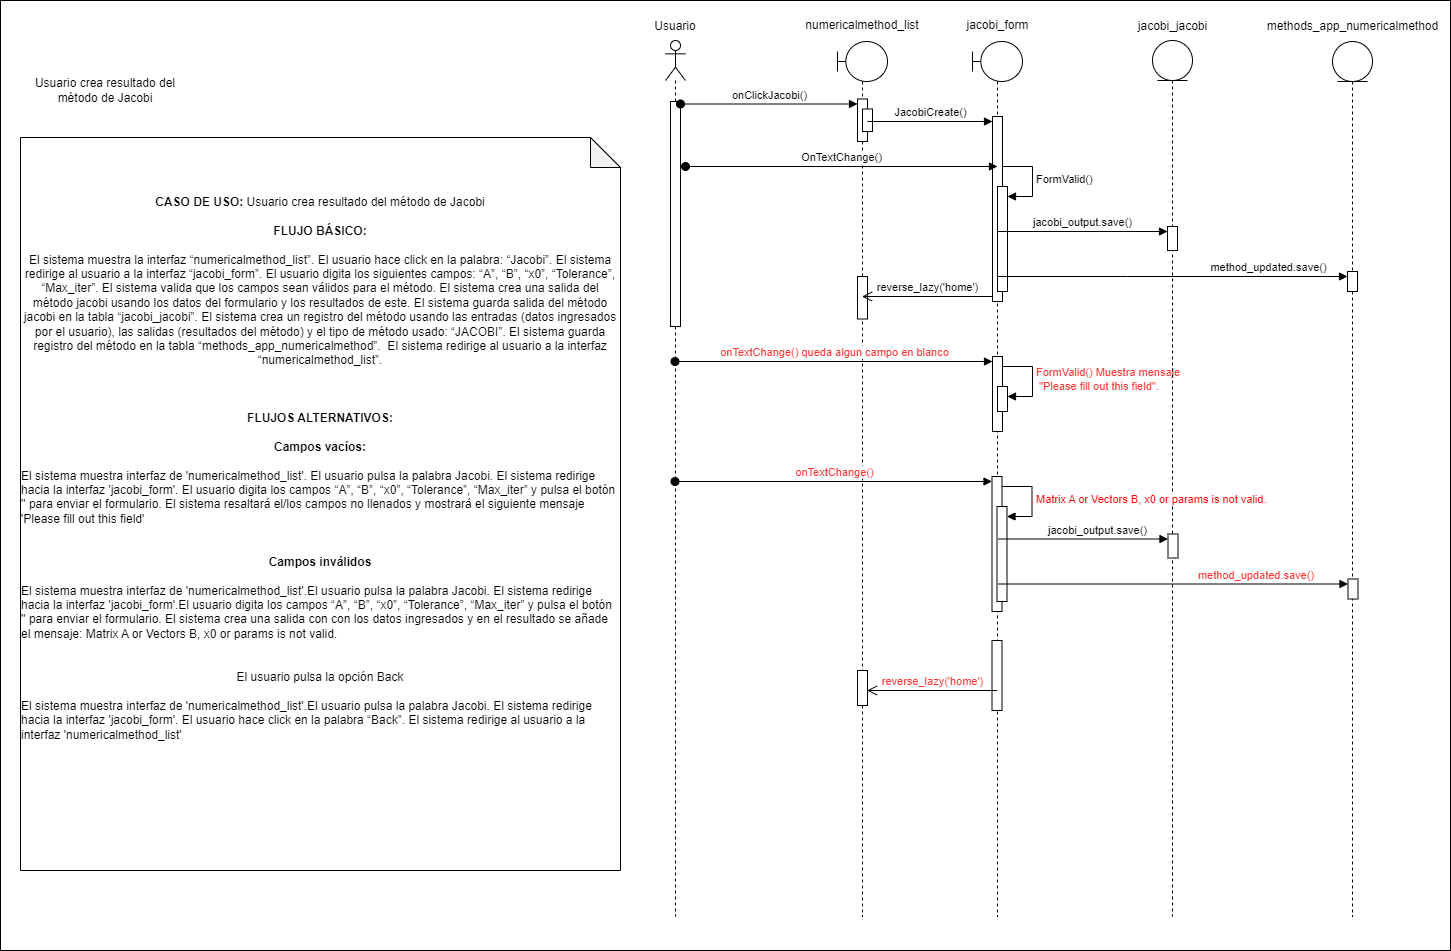 Usuario crea resultado del
método de Jacobi
CASO DE USO: Usuario crea resultado del método de Jacobi
FLUJO BÁSICO:
El sistema muestra la interfaz “numericalmethod_list”. El usuario hace click en la palabra: “Jacobi”. El sistema
redirige al usuario a la interfaz “jacobi_form”. El usuario digita los siguientes campos: “A”, “B”, “x0”, “Tolerance”,
“Max_iter”. El sistema valida que los campos sean válidos para el método. El sistema crea una salida del
método jacobi usando los datos del formulario y los resultados de este. El sistema guarda salida del método
jacobi en la tabla “jacobi_jacobi”. El sistema crea un registro del método usando las entradas (datos ingresados
por el usuario), las salidas (resultados del método) y el tipo de método usado: “JACOBI”. El sistema guarda
registro del método en la tabla “methods_app_numericalmethod”.  El sistema redirige al usuario a la interfaz
“numericalmethod_list”.
FLUJOS ALTERNATIVOS:
Campos vacíos:
El sistema muestra interfaz de 'numericalmethod_list'. El usuario pulsa la palabra Jacobi. El sistema redirige
hacia la interfaz 'jacobi_form'. El usuario digita los campos “A”, “B”, “x0”, “Tolerance”, “Max_iter” y pulsa el botón
'' para enviar el formulario. El sistema resaltará el/los campos no llenados y mostrará el siguiente mensaje
'Please fill out this field'
Campos inválidos
El sistema muestra interfaz de 'numericalmethod_list'.El usuario pulsa la palabra Jacobi. El sistema redirige
hacia la interfaz 'jacobi_form'.El usuario digita los campos “A”, “B”, “x0”, “Tolerance”, “Max_iter” y pulsa el botón
'' para enviar el formulario. El sistema crea una salida con con los datos ingresados y en el resultado se añade
el mensaje: Matrix A or Vectors B, x0 or params is not valid.
El usuario pulsa la opción Back
El sistema muestra interfaz de 'numericalmethod_list'.El usuario pulsa la palabra Jacobi. El sistema redirige
hacia la interfaz 'jacobi_form'. El usuario hace click en la palabra “Back”. El sistema redirige al usuario a la
interfaz 'numericalmethod_list'
Usuario
numericalmethod_list
jacobi_form
jacobi_jacobi
methods_app_numericalmethod
onClickJacobi()
JacobiCreate()
OnTextChange()
FormValid()
jacobi_output.save()
method_updated.save()
reverse_lazy('home')
onTextChange() queda algun campo en blanco
FormValid() Muestra mensaje
"Please fill out this field".
onTextChange()
Matrix A or Vectors B, x0 or params is not valid.
jacobi_output.save()
method_updated.save()
reverse_lazy('home')